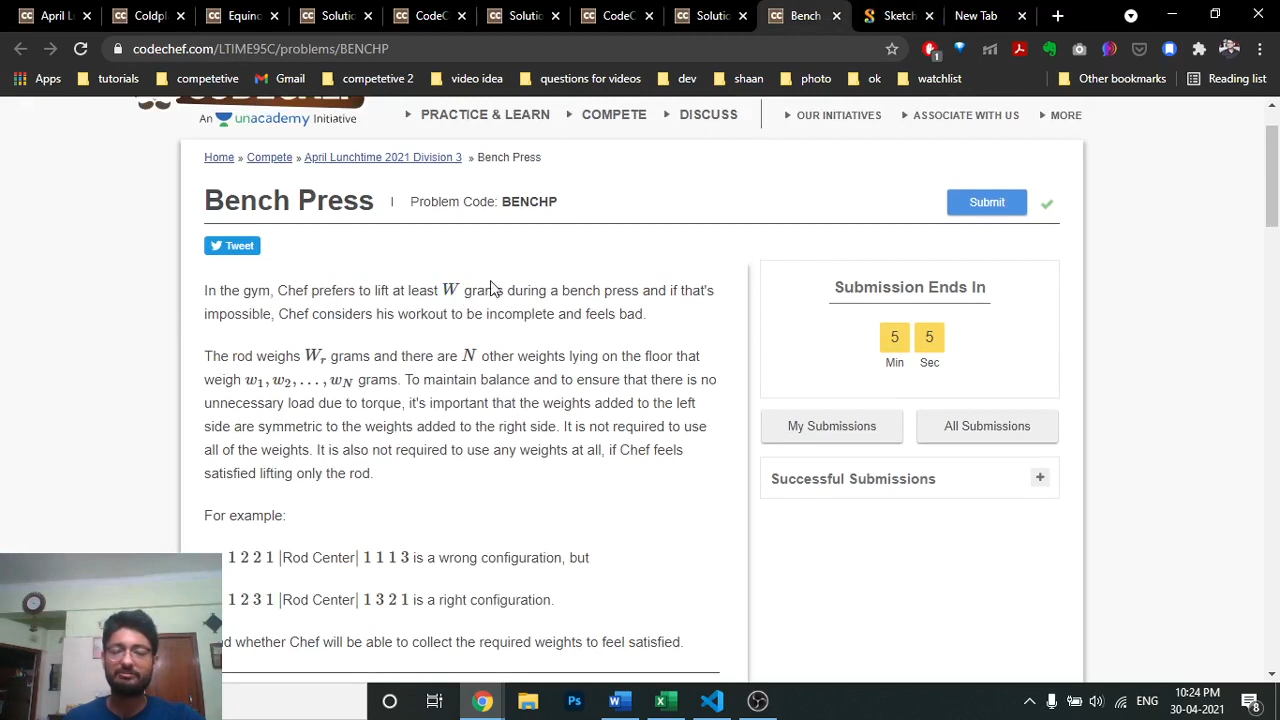 April L
Codepl
Equino
Solutio
CodeC
Solutio
CodeC
Solutio
Bench
Sketch
New Tab
codechef.com/LTIME95C/problems/BENCHP
1
Apps tutorials competetive Gmail competetive 2 video idea questions for videos dev shaan photo ok watchlist Other bookmarks Reading list
An unacademy Initiative
PRACTICE & LEARN COMPETE DISCUSS OUR INITIATIVES ASSOCIATE WITH US MORE
Home » Compete » April Lunchtime 2021 Division 3 » Bench Press
Bench Press | Problem Code: BENCHP
Submit
Tweet
In the gym, Chef prefers to lift at least W grams during a bench press and if that's
impossible, Chef considers his workout to be incomplete and feels bad.
The rod weighs Wr grams and there are N other weights lying on the floor that
weigh w1, w2, . . . , wN grams. To maintain balance and to ensure that there is no
unnecessary load due to torque, it's important that the weights added to the left
side are symmetric to the weights added to the right side. It is not required to use
all of the weights. It is also not required to use any weights at all, if Chef feels
satisfied lifting only the rod.
For example:
1 2 2 1 |Rod Center| 1 1 1 3 is a wrong configuration, but
1 2 3 1 |Rod Center| 1 3 2 1 is a right configuration.
d whether Chef will be able to collect the required weights to feel satisfied.
Submission Ends In
5 5
Min Sec
My Submissions All Submissions
Successful Submissions +
ENG
10:24 PM
30-04-2021
8